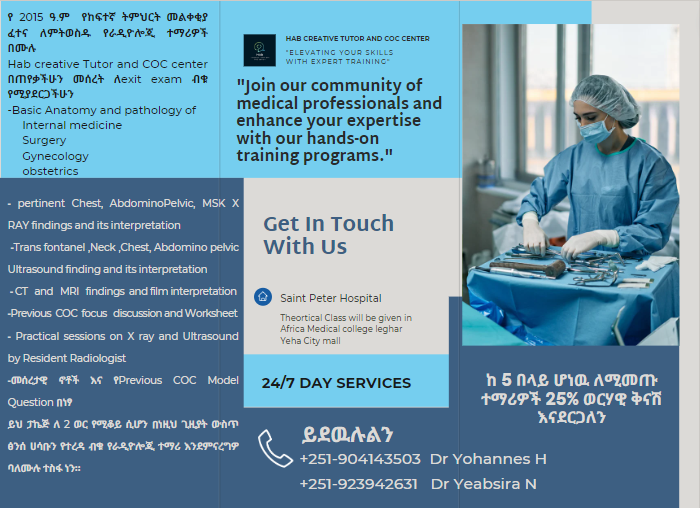 የ 2015 ዓ.ም የከፍተኛ ትምህርት መልቀቂያ
ፈተና ለምትወስዱ የራዲዮሎጂ ተማሪዎች
በሙሉ
Hab creative Tutor and COC center
በጠየቃችሁን መሰረት ለexit exam ብቁ
የሚያደርጋችሁን
-Basic Anatomy and pathology of
Internal medicine
Surgery
Gynecology
obstetrics
- pertinent Chest, AbdominoPelvic, MSK X
RAY findings and its interpretation
-Trans fontanel ,Neck ,Chest, Abdomino pelvic
Ultrasound finding and its interpretation
- CT and MRI findings and film interpretation
-Previous COC focus discussion and Worksheet
- Practical sessions on X ray and Ultrasound
by Resident Radiologist
-መሰረታዊ ኖቶች እና የPrevious COC Model
Question በነፃ
ይህ ፓኬጅ ለ 2 ወር የሚቆይ ሲሆን በነዚህ ጊዜያት ውስጥ
ፅንሰ ሀሳቡን የተረዳ ብቁ የራዲዮሎጂ ተማሪ እንደምናረግዎ
ባለሙሉ ተስፋ ነን።
HAB CREATIVE TUTOR AND COC CENTER
"ELEVATING YOUR SKILLS
WITH EXPERT TRAINING"
"Join our community of
medical professionals and
enhance your expertise
with our hands-on
training programs."
Get In Touch
With Us
Saint Peter Hospital
Theortical Class will be given in
Africa Medical college leghar
Yeha City mall
24/7 DAY SERVICES
ይደዉሉልን
+251-904143503 Dr Yohannes H
+251-923942631 Dr Yeabsira N
ከ 5 በላይ ሆነዉ ለሚመጡ
ተማሪዎች 25% ወርሃዊ ቅናሽ
እናደርጋለን